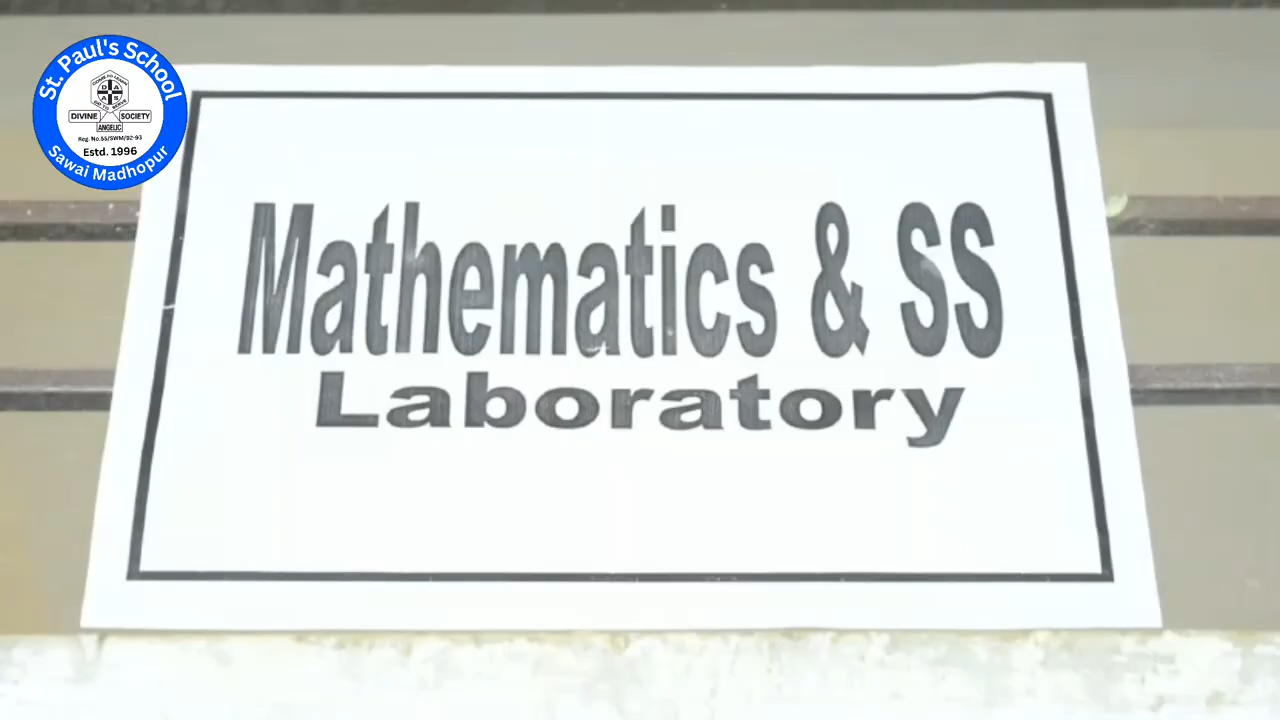 St. Paul's School
DIVINE SOCIETY
ANGELIC
Reg. No.55/SWM/92-93
Estd. 1996
Sawai Madhopur
Mathematics & SS
Laboratory